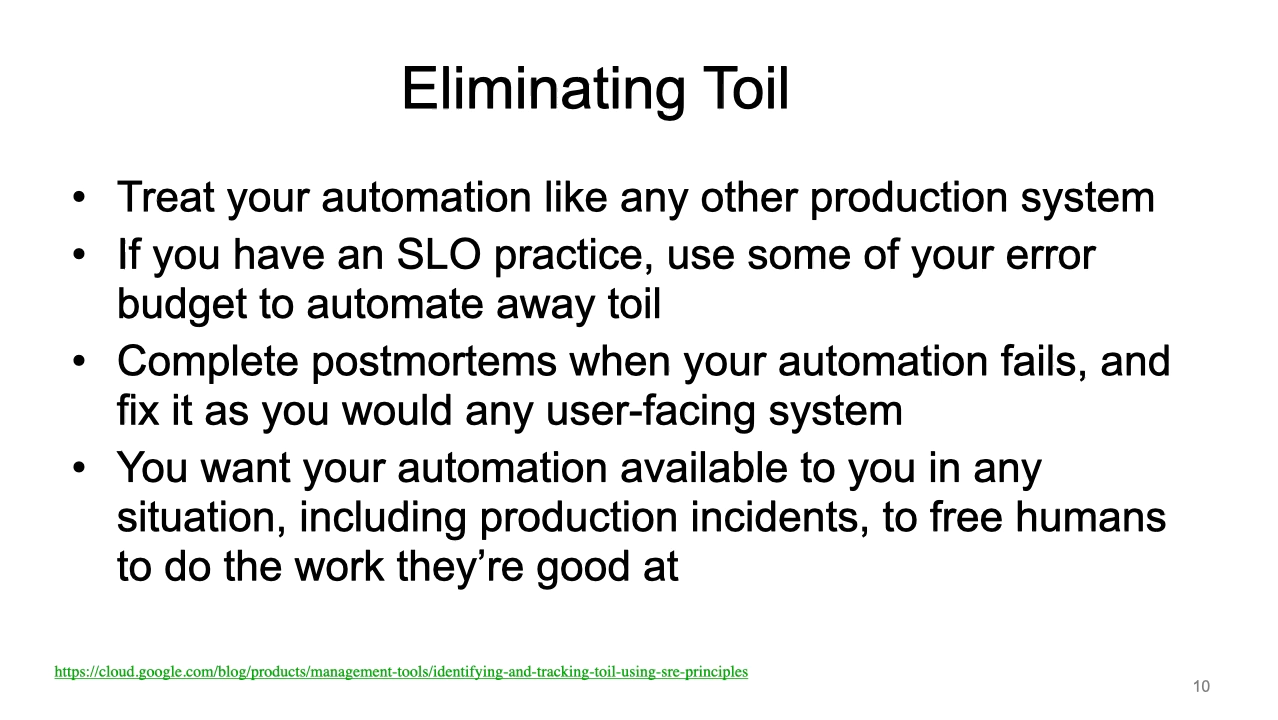 Eliminating Toil
• Treat your automation like any other production system
• If you have an SLO practice, use some of your error
budget to automate away toil
• Complete postmortems when your automation fails, and
fix it as you would any user-facing system
• You want your automation available to you in any
situation, including production incidents, to free humans
to do the work they’re good at
https://cloud.google.com/blog/products/management-tools/identifying-and-tracking-toil-using-sre-principles
10